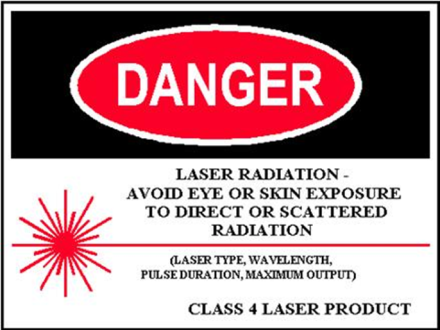 DANGER
LASER RADIATION -
AVOID EYE OR SKIN EXPOSURE
TO DIRECT OR SCATTERED
RADIATION
(LASER TYPE, WAVELENGTH,
PULSE DURATION, MAXIMUM OUTPUT)
CLASS 4 LASER PRODUCT